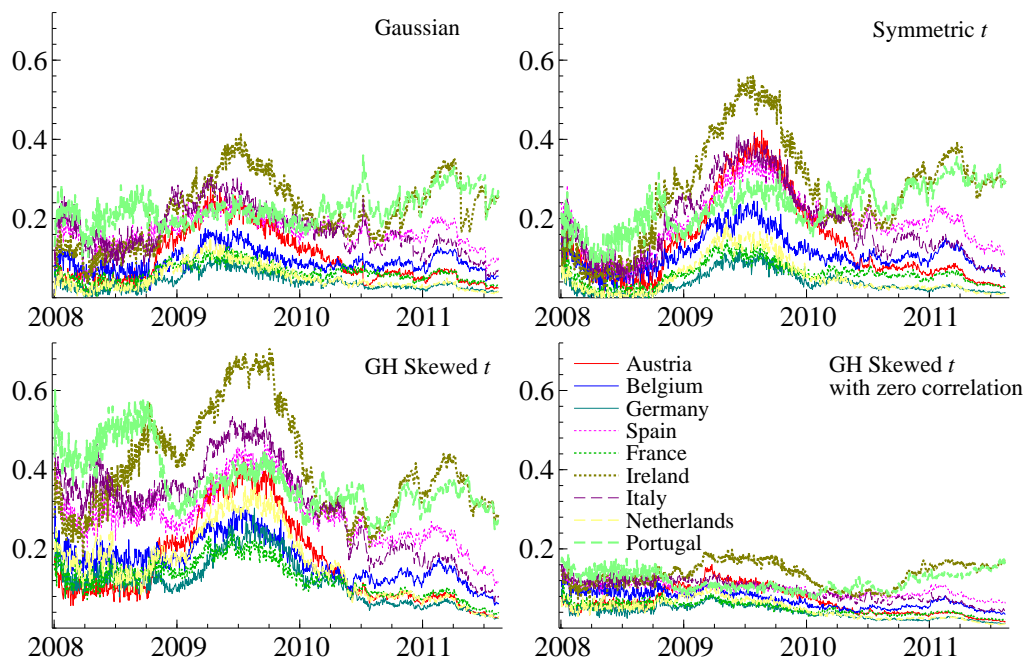 Gaussian
0.6
0.4
0.2
2008 2009 2010 2011
Symmetric t
0.6
0.4
0.2
2008 2009 2010 2011
GH Skewed t
0.6
0.4
0.2
2008 2009 2010 2011
GH Skewed t
with zero correlation
0.6
0.4
0.2
Austria
Belgium
Germany
Spain
France
Ireland
Italy
Netherlands
Portugal
2008 2009 2010 2011